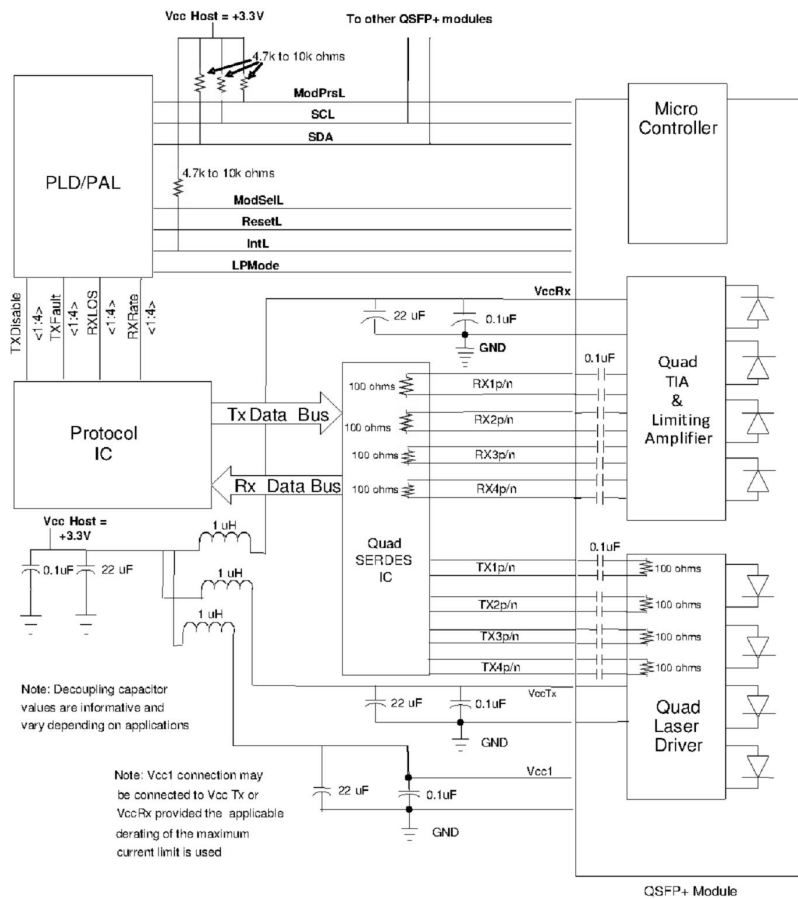 Vcc Host = +3.3V
To other QSFP+ modules
4.7k to 10k ohms
ModPrsL
SCL
SDA
PLD/PAL
4.7k to 10k ohms
ModSelL
ResetL
IntL
LPMode
Micro
Controller
TXDisable
<1:4>
TXFault
<1:4>
RXLOS
<1:4>
RXRate
<1:4>
VccRx
22 uF
0.1uF
GND
0.1uF
Quad
TIA
&
Limiting
Amplifier
100 ohms
RX1p/n
100 ohms
RX2p/n
100 ohms
RX3p/n
100 ohms
RX4p/n
Protocol
IC
Tx Data Bus
Rx Data Bus
Quad
SERDES
IC
Vcc Host =
+3.3V
0.1uF
22 uF
1 uH
1 uH
1 uH
0.1uF
TX1p/n
100 ohms
TX2p/n
100 ohms
TX3p/n
100 ohms
TX4p/n
100 ohms
Note: Decoupling capacitor
values are informative and
vary depending on applications
22 uF
0.1uF
VccTx
GND
Quad
Laser
Driver
Note: Vcc1 connection may
be connected to Vcc Tx or
VccRx provided the applicable
derating of the maximum
current limit is used
22 uF
0.1uF
Vcc1
GND
QSFP+ Module